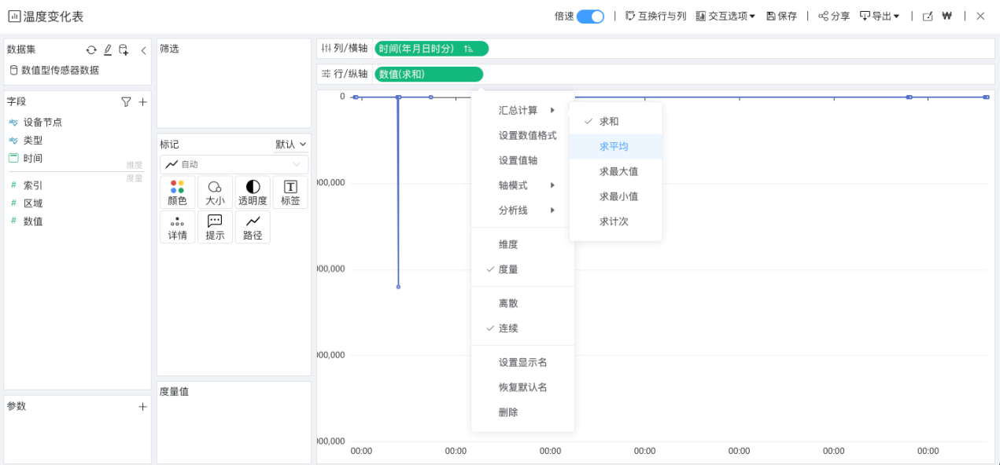 温度变化表
倍速
互换行与列
交互选项
保存
分享
导出
数据集
数值型传感器数据
筛选
列/横轴
时间(年月日时分)
行/纵轴
数值(求和)
字段
设备节点
类型
时间
维度
度量
索引
区域
数值
参数
标记
默认
自动
颜色
大小
透明度
标签
详情
提示
路径
度量值
0
00,000
00,000
00,000
00,000
00:00
00:00
00:00
00:00
00:00
00:00
00:00
汇总计算
设置数值格式
设置值轴
轴模式
分析线
维度
度量
离散
连续
设置显示名
恢复默认名
删除
求和
求平均
求最大值
求最小值
求计次